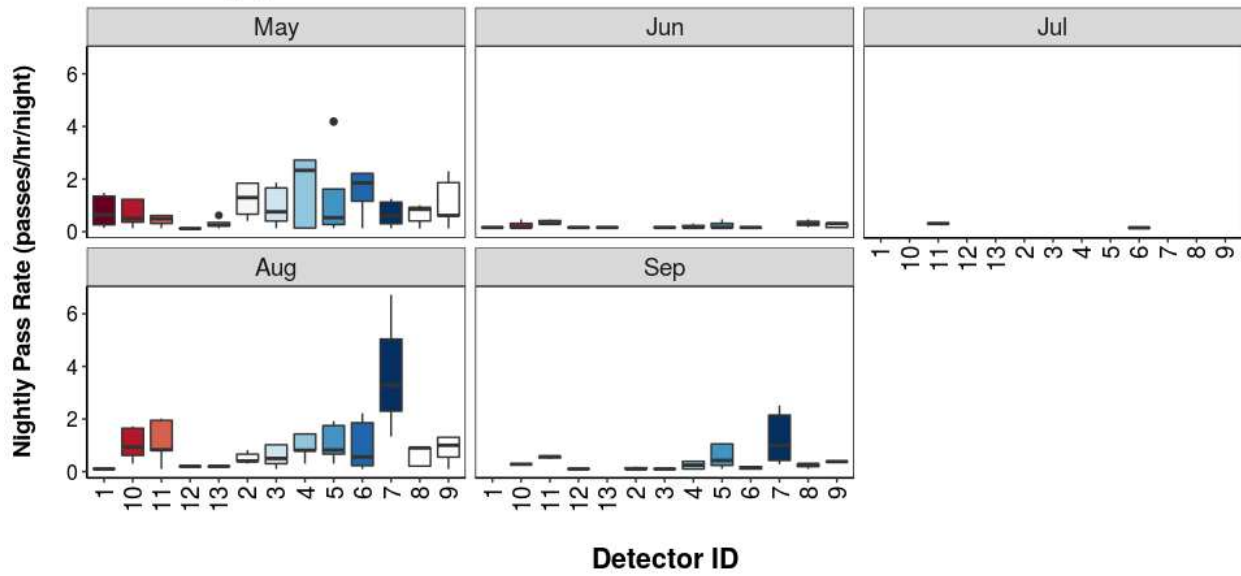 May Jun Jul
Nightly Pass Rate (passes/hr/night)
6
4
2
0
1 10 11 12 13 2 3 4 5 6 7 8 9
Aug Sep
6
4
2
0
1 10 11 12 13 2 3 4 5 6 7 8 9 1 10 11 12 13 2 3 4 5 6 7 8 9
Detector ID